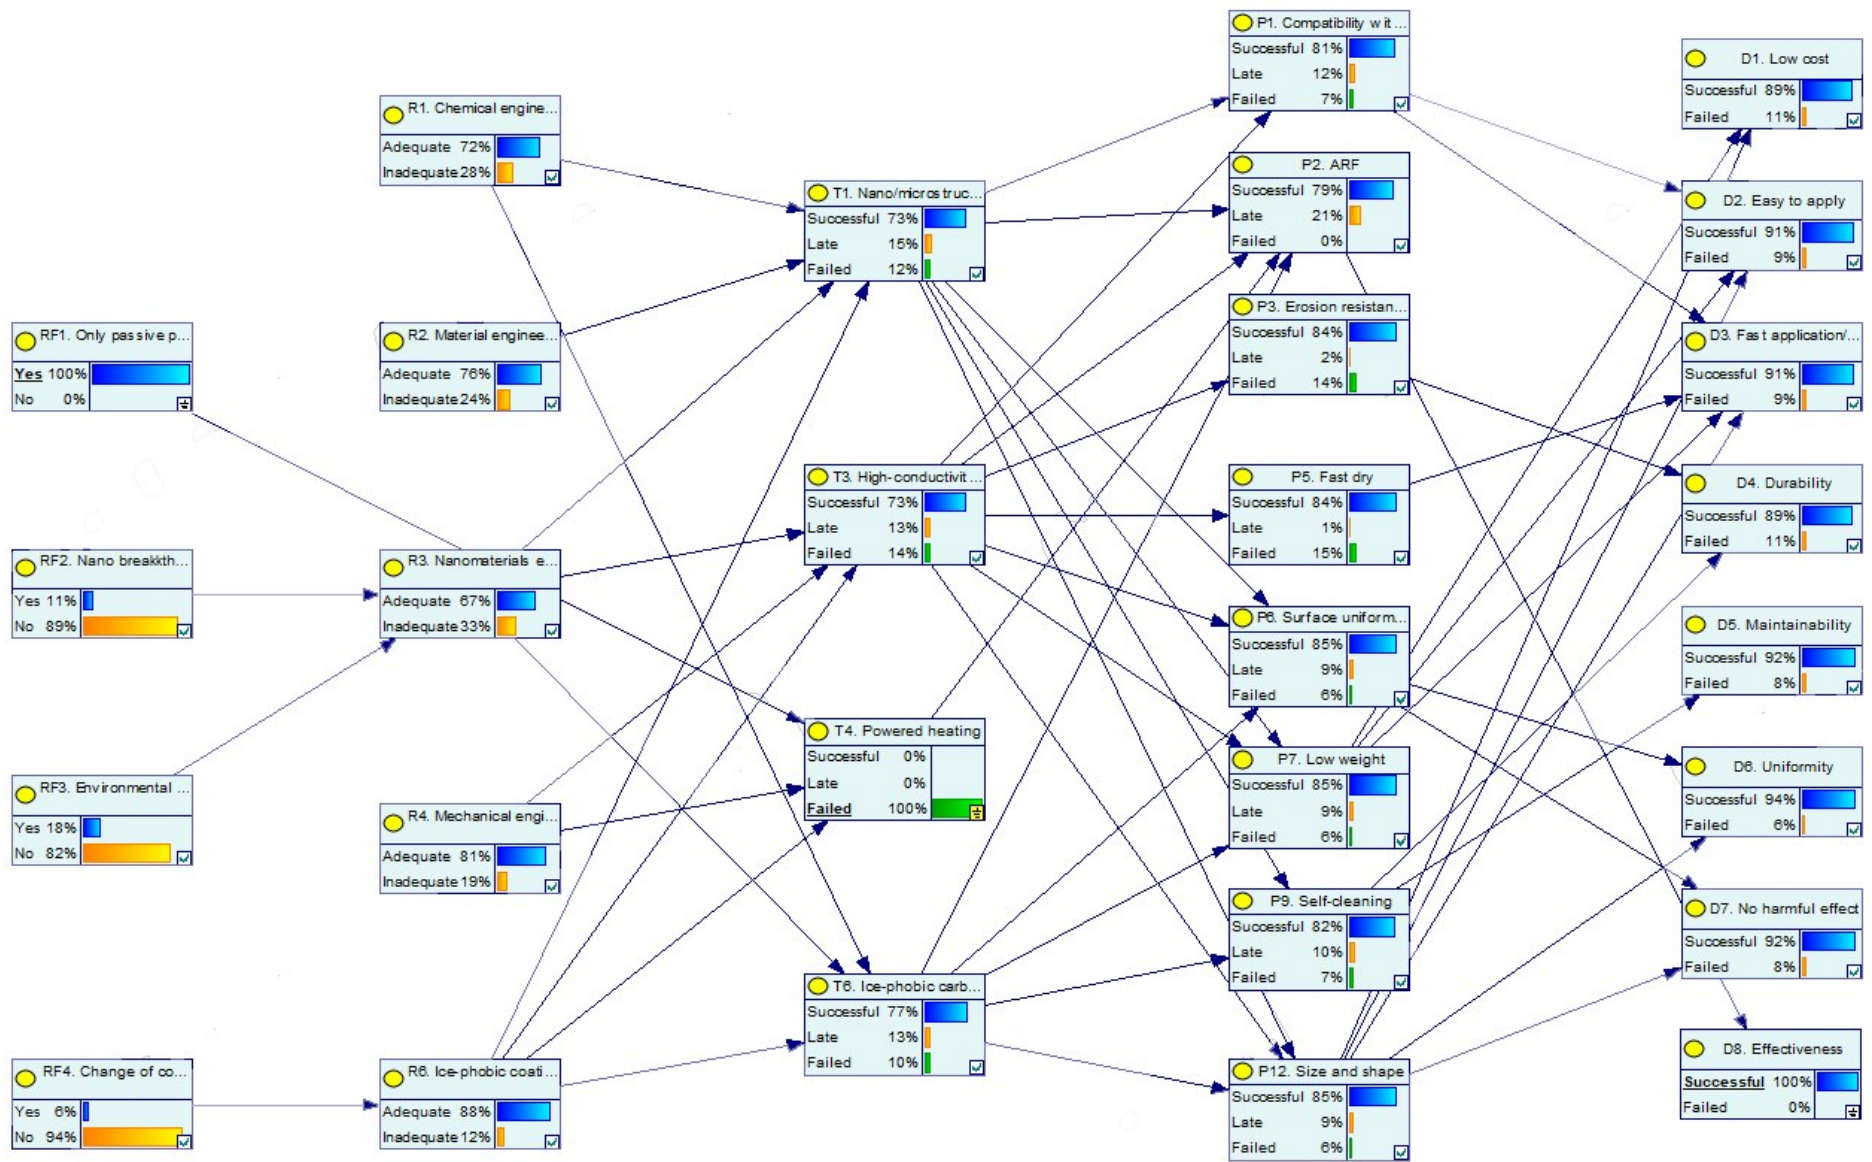 RF1. Only passive p...
Yes 100%
No 0%
RF2. Nano breakkth...
Yes 11%
No 89%
RF3. Environmental ...
Yes 18%
No 82%
RF4. Change of co...
Yes 6%
No 94%
R1. Chemical engine...
Adequate 72%
Inadequate 28%
R2. Material enginee...
Adequate 76%
Inadequate 24%
R3. Nanomaterials e...
Adequate 67%
Inadequate 33%
R4. Mechanical engi...
Adequate 81%
Inadequate 19%
R6. Ice-phobic coati...
Adequate 88%
Inadequate 12%
T1. Nano/microstruc...
Successful 73%
Late 15%
Failed 12%
T3. High-conductivit...
Successful 73%
Late 13%
Failed 14%
T4. Powered heating
Successful 0%
Late 0%
Failed 100%
T6. Ice-phobic carb...
Successful 77%
Late 13%
Failed 10%
P1. Compatibility wit...
Successful 81%
Late 12%
Failed 7%
P2. ARF
Successful 79%
Late 21%
Failed 0%
P3. Erosion resistan...
Successful 84%
Late 2%
Failed 14%
P5. Fast dry
Successful 84%
Late 1%
Failed 15%
P6. Surface uniform...
Successful 85%
Late 9%
Failed 6%
P7. Low weight
Successful 85%
Late 9%
Failed 6%
P9. Self-cleaning
Successful 82%
Late 10%
Failed 7%
P12. Size and shape
Successful 85%
Late 9%
Failed 6%
D1. Low cost
Successful 89%
Failed 11%
D2. Easy to apply
Successful 91%
Failed 9%
D3. Fast application/...
Successful 91%
Failed 9%
D4. Durability
Successful 89%
Failed 11%
D5. Maintainability
Successful 92%
Failed 8%
D6. Uniformity
Successful 94%
Failed 6%
D7. No harmful effect
Successful 92%
Failed 8%
D8. Effectiveness
Successful 100%
Failed 0%